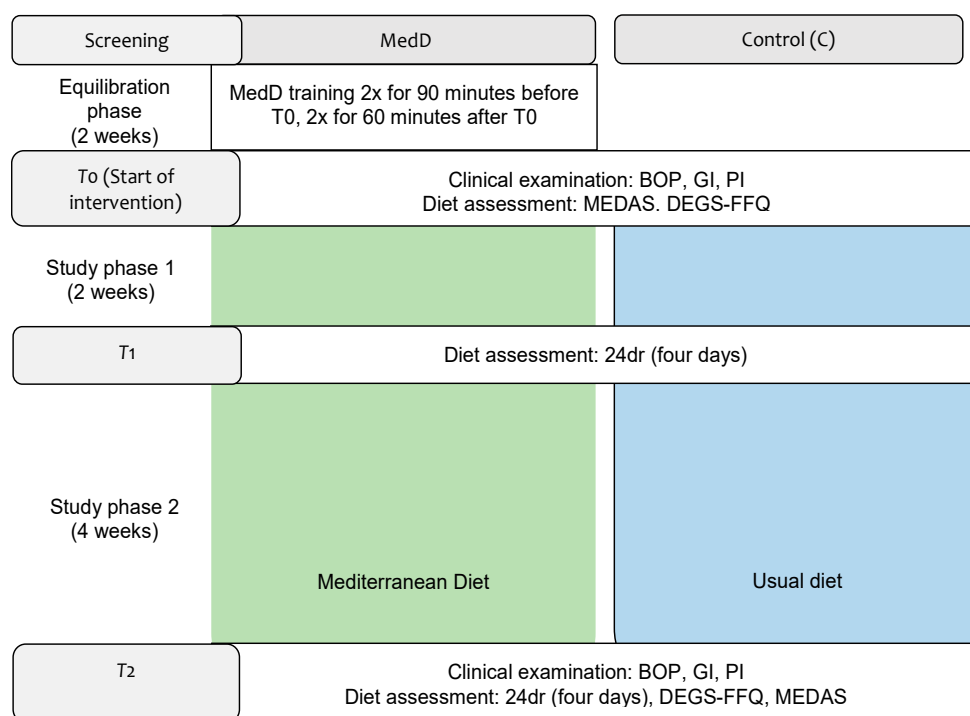 Screening
MedD
Control (C)
Equilibration
phase
(2 weeks)
MedD training 2x for 90 minutes before
T0, 2x for 60 minutes after T0
T0 (Start of
intervention)
Clinical examination: BOP, GI, PI
Diet assessment: MEDAS. DEGS-FFQ
Study phase 1
(2 weeks)
T1
Diet assessment: 24dr (four days)
Study phase 2
(4 weeks)
Mediterranean Diet
Usual diet
T2
Clinical examination: BOP, GI, PI
Diet assessment: 24dr (four days), DEGS-FFQ, MEDAS